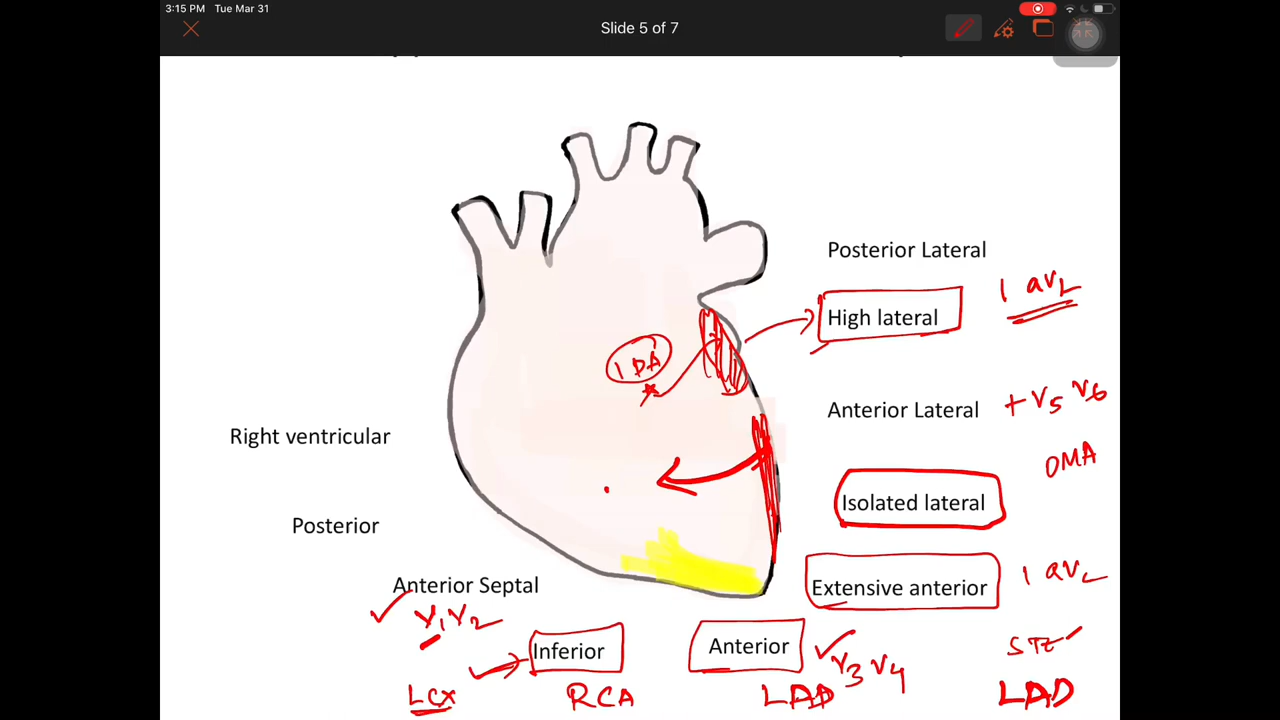 3:15 PM Tue Mar 31
Slide 5 of 7
Posterior Lateral
High lateral
I aVL
1 DA
Anterior Lateral
+ V5 V6
Right ventricular
OMA
Isolated lateral
Posterior
Anterior Septal
V1 V2
Extensive anterior
I aVL
Inferior
Anterior
V3 V4
STE
LCX
RCA
LAD
LAD